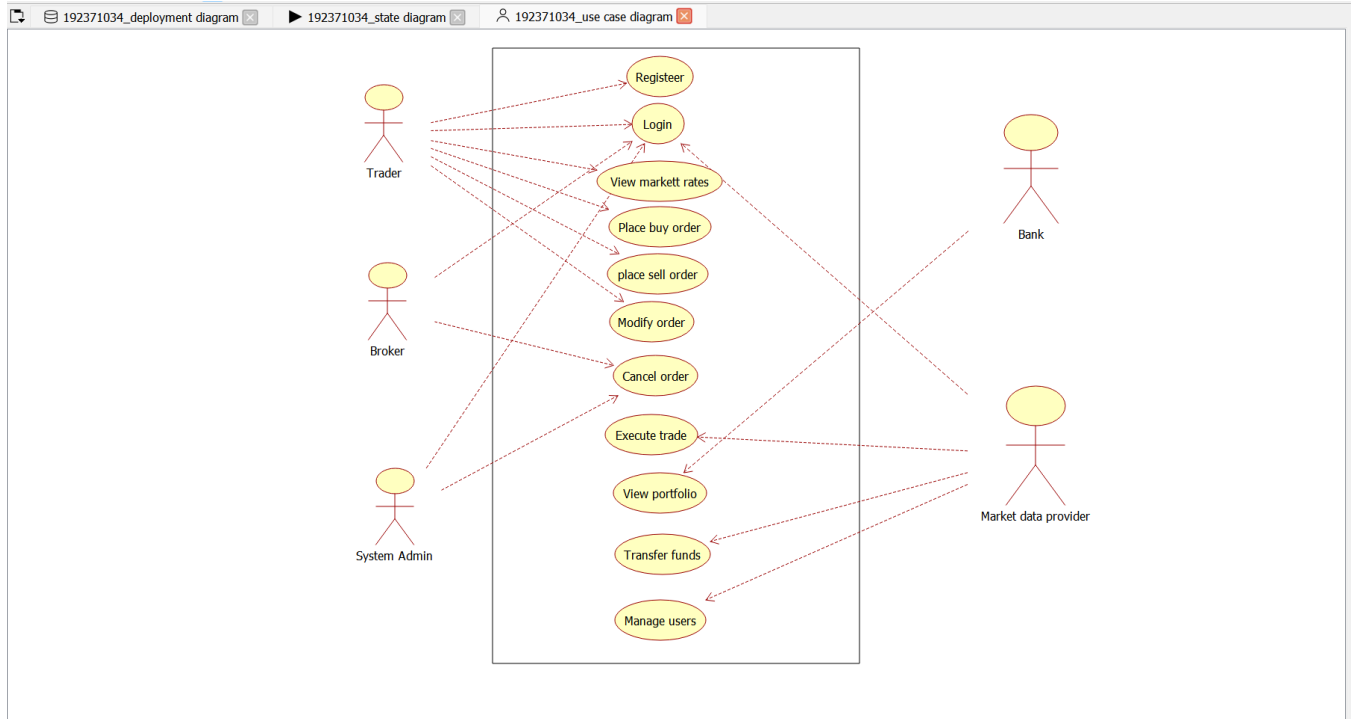 192371034_deployment diagram
192371034_state diagram
192371034_use case diagram
Registeer
Login
Trader
View markett rates
Place buy order
Bank
place sell order
Modify order
Broker
Cancel order
Execute trade
View portfolio
Market data provider
System Admin
Transfer funds
Manage users